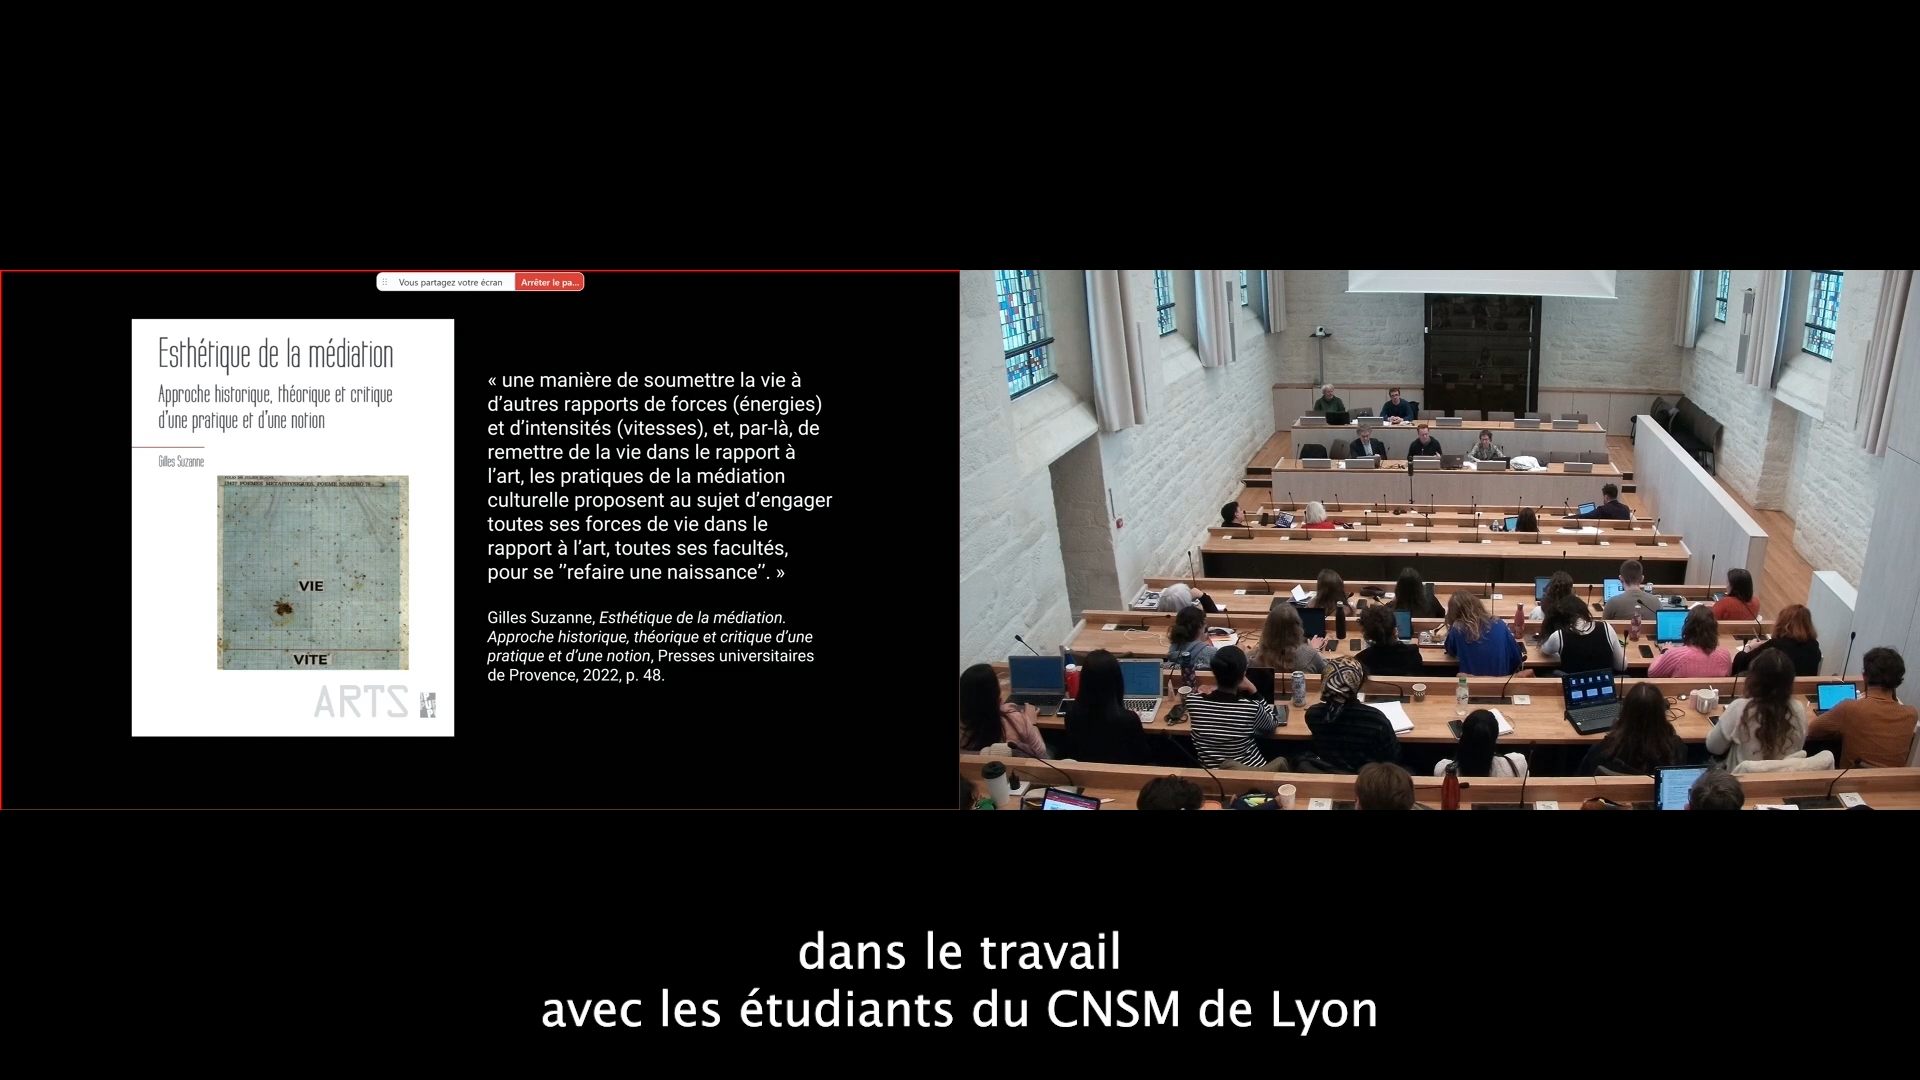 Vous partagez votre écran
Arrêter le pa...
Esthétique de la médiation
Approche historique, théorique et critique
d'une pratique et d'une notion
Gilles Suzanne
VIE
VITE
ARTS
« une manière de soumettre la vie à
d’autres rapports de forces (énergies)
et d’intensités (vitesses), et, par-là, de
remettre de la vie dans le rapport à
l’art, les pratiques de la médiation
culturelle proposent au sujet d’engager
toutes ses forces de vie dans le
rapport à l’art, toutes ses facultés,
pour se ’’refaire une naissance’’. »
Gilles Suzanne, Esthétique de la médiation.
Approche historique, théorique et critique d’une
pratique et d’une notion, Presses universitaires
de Provence, 2022, p. 48.
dans le travail
avec les étudiants du CNSM de Lyon